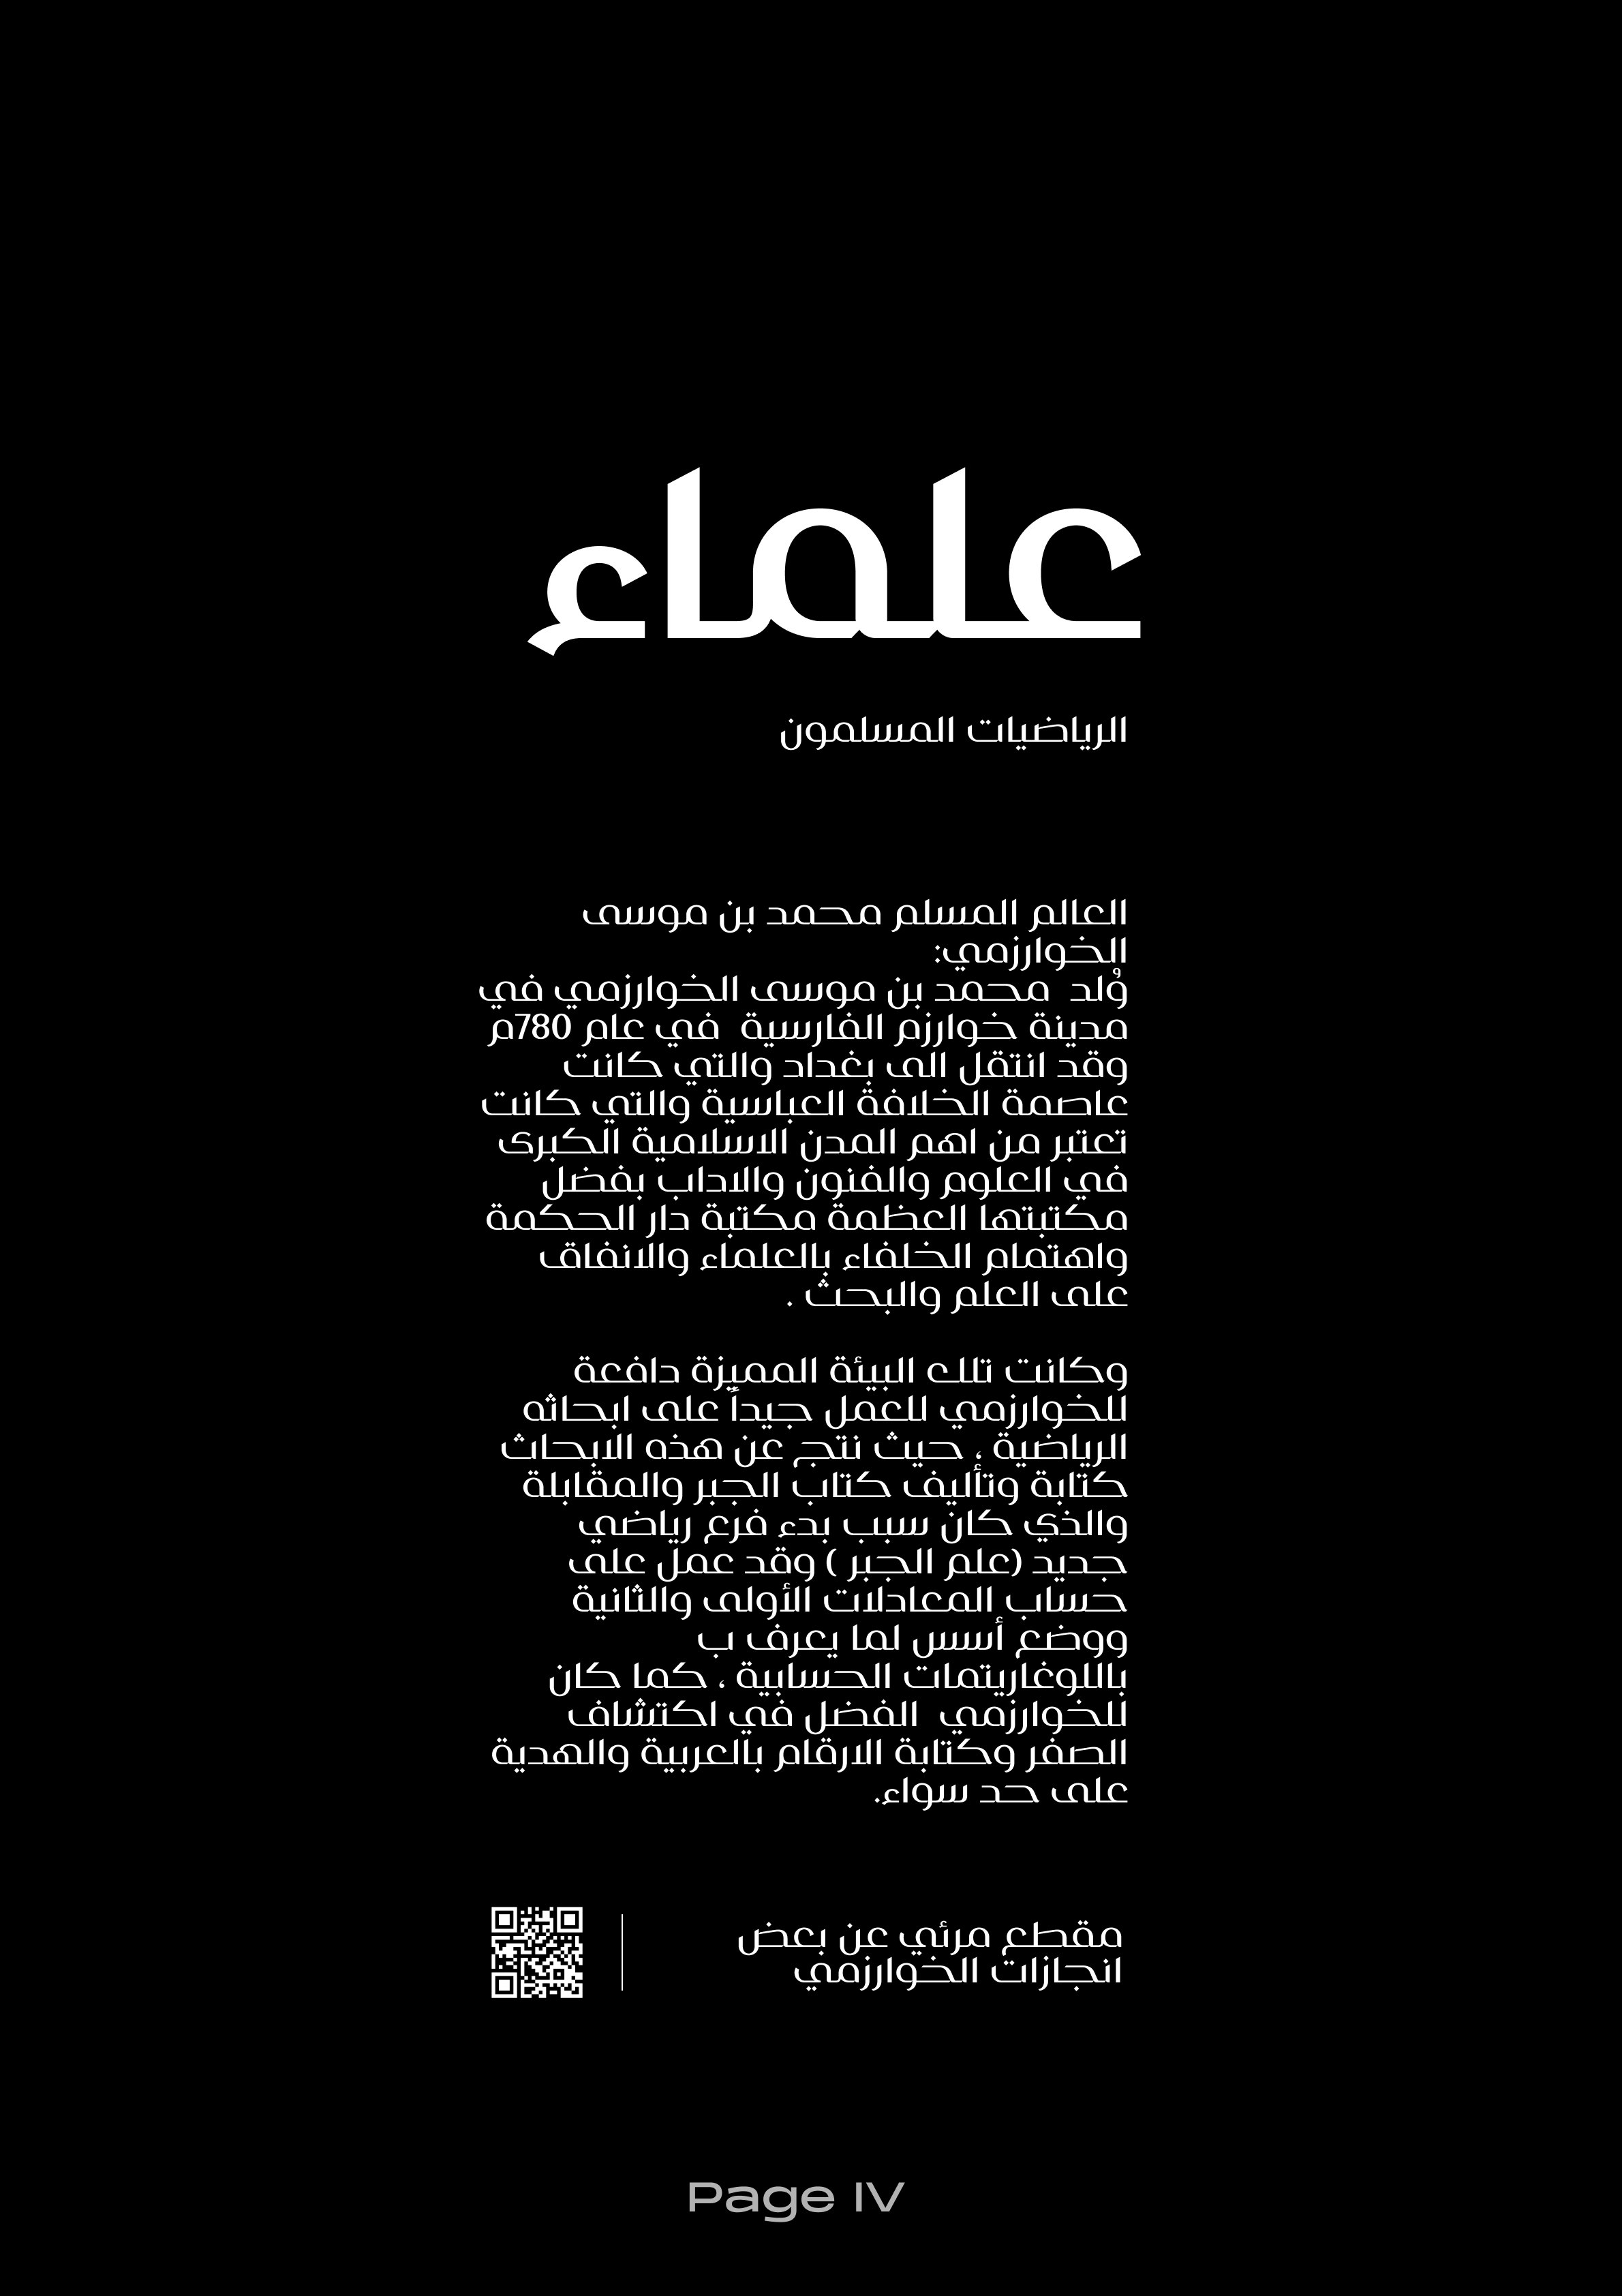 علماء
الرياضيات المسلمون
العالم المسلم محمد بن موسى
الخوارزمي:
وُلد محمد بن موسى الخوارزمي في
مدينة خوارزم الفارسية في عام 780م
وقد انتقل الى بغداد والتي كانت
عاصمة الخلافة العباسية والتي كانت
تعتبر من اهم المدن الاسلامية الكبرى
في العلوم والفنون والاداب بفضل
مكتبتها العظمة مكتبة دار الحكمة
واهتمام الخلفاء بالعلماء والانفاق
على العلم والبحث .
وكانت تلك البيئة المميزة دافعة
للخوارزمي للعمل جيداً على ابحاثه
الرياضية ، حيث نتج عن هذه الابحاث
كتابة وتأليف كتاب الجبر والمقابلة
والذي كان سبب بدء فرع رياضي
جديد (علم الجبر ) وقد عمل على
حساب المعادلات الأولى والثانية
ووضع أسس لما يعرف ب
باللوغاريتمات الحسابية ، كما كان
للخوارزمي الفضل في اكتشاف
الصفر وكتابة الارقام بالعربية والهدية
على حد سواء.
مقطع مرئي عن بعض
انجازات الخوارزمي
Page IV